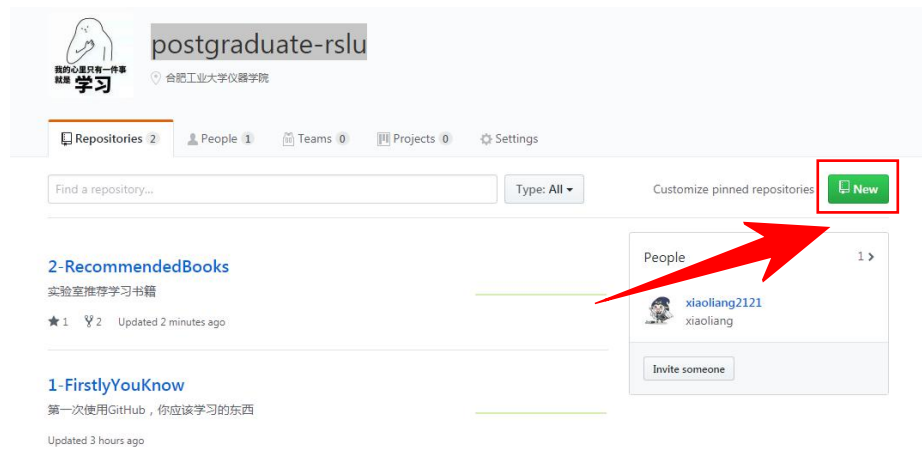 postgraduate-rslu
我的心里只有一件事
就是 学习
合肥工业大学仪器学院
Repositories 2 People 1 Teams 0 Projects 0 Settings
Find a repository... Type: All Customize pinned repositories New
2-RecommendedBooks
实验室推荐学习书籍
1 2 Updated 2 minutes ago
1-FirstlyYouKnow
第一次使用GitHub，你应该学习的东西
Updated 3 hours ago
People 1
xiaoliang2121
xiaoliang
Invite someone